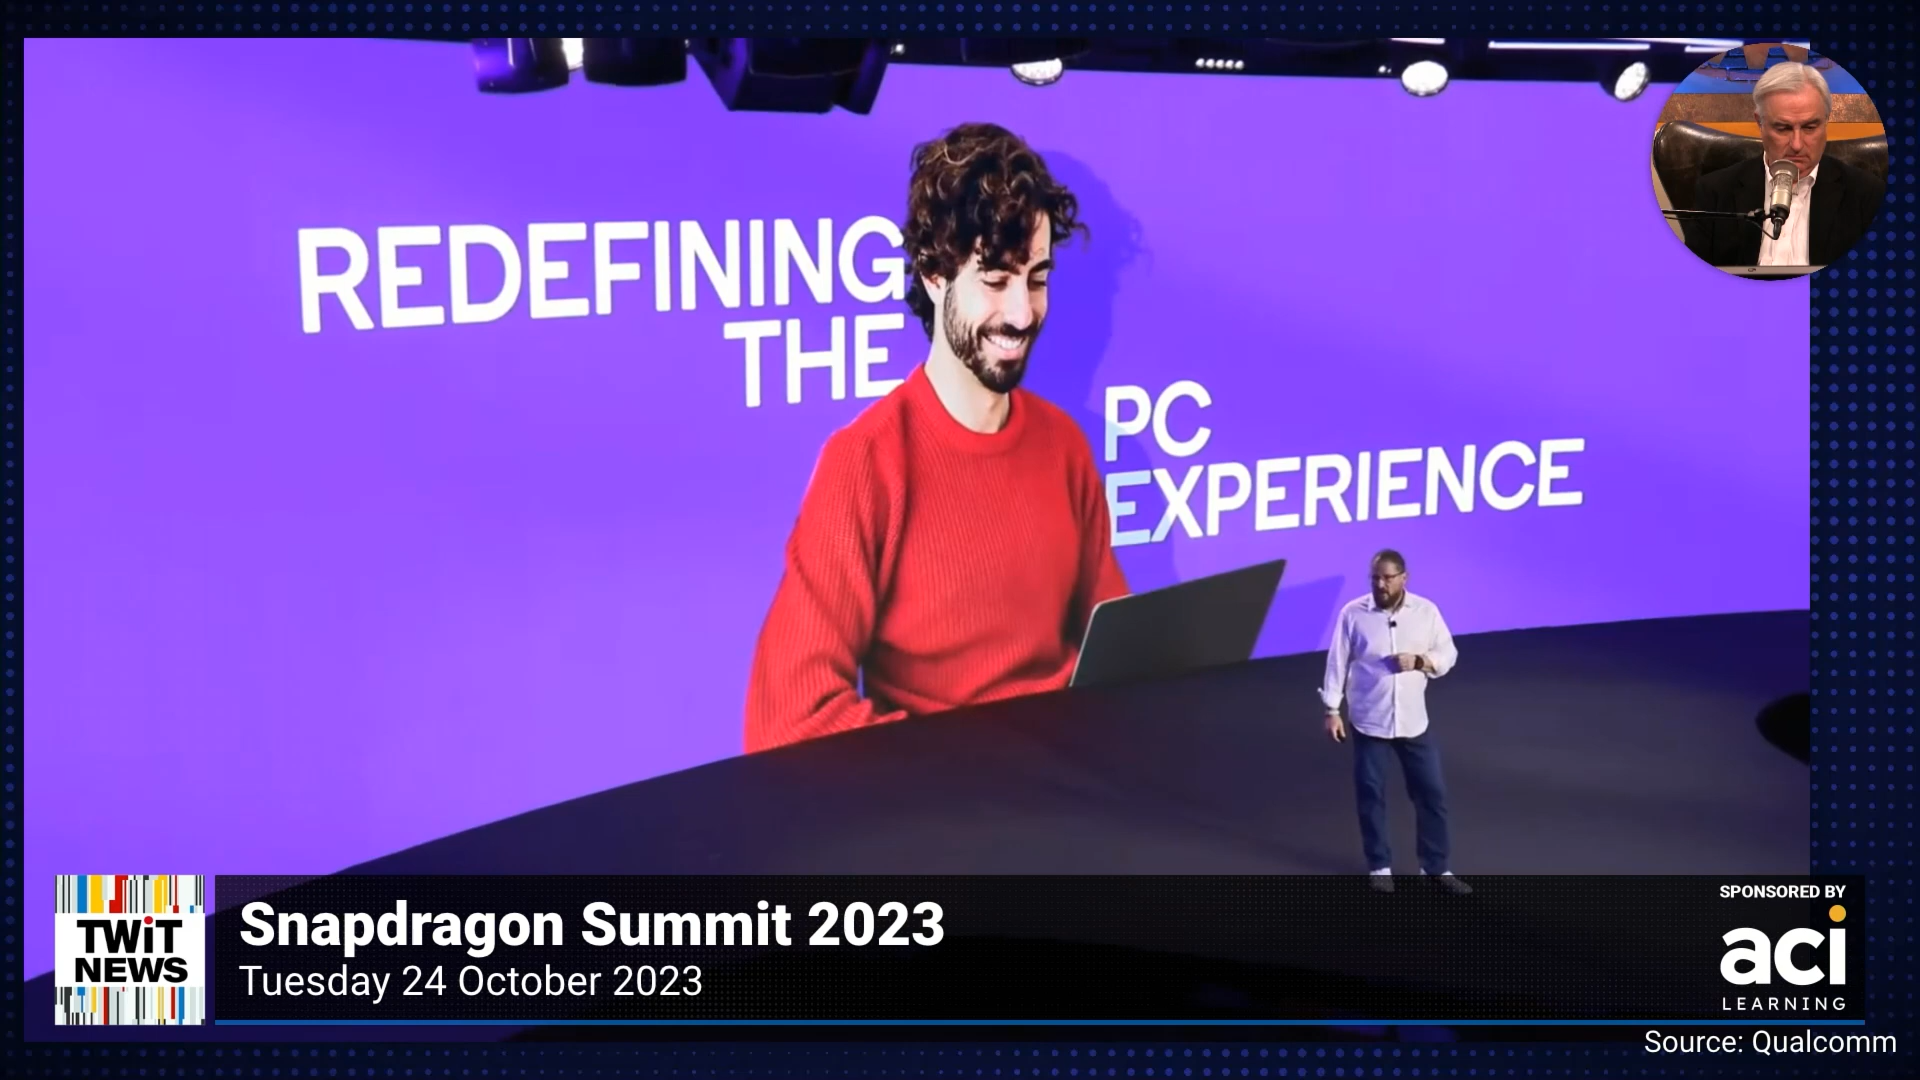 REDEFINING
THE
PC
EXPERIENCE
TWiT
NEWS
Snapdragon Summit 2023
Tuesday 24 October 2023
SPONSORED BY
aci
LEARNING
Source: Qualcomm